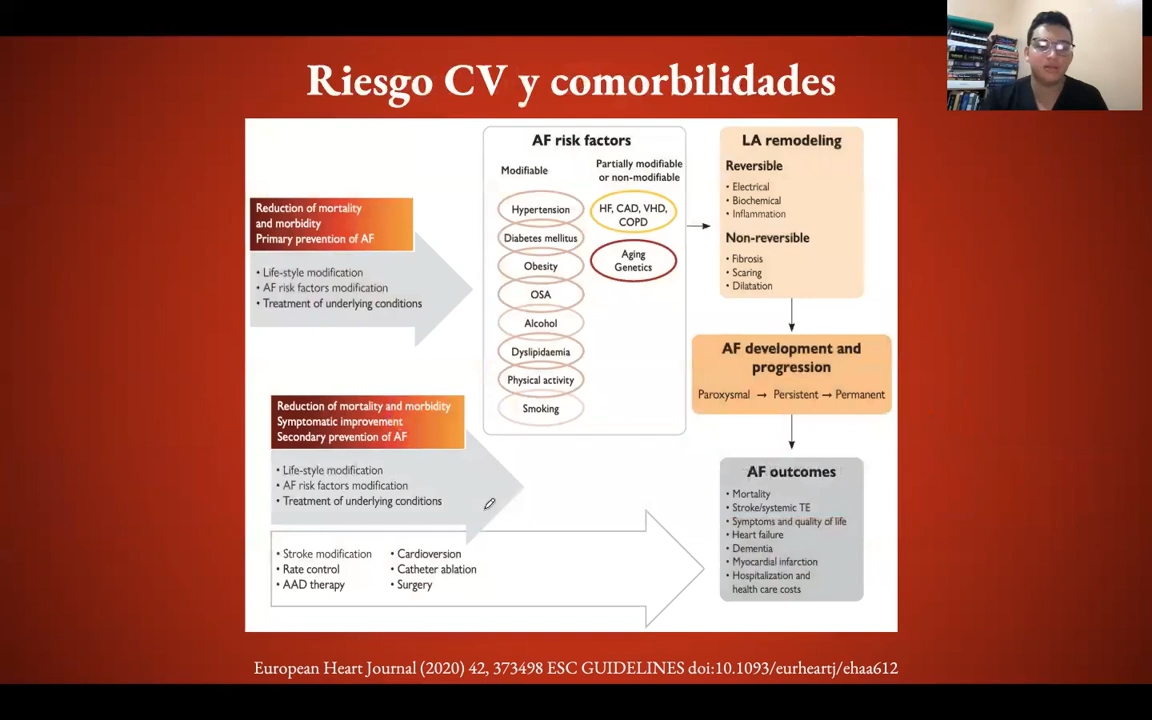 Riesgo CV y comorbilidades
Reduction of mortality
and morbidity
Primary prevention of AF
• Life-style modification
• AF risk factors modification
• Treatment of underlying conditions
Reduction of mortality and morbidity
Symptomatic improvement
Secondary prevention of AF
• Life-style modification
• AF risk factors modification
• Treatment of underlying conditions
• Stroke modification
• Rate control
• AAD therapy
• Cardioversion
• Catheter ablation
• Surgery
AF risk factors
Modifiable
Hypertension
Diabetes mellitus
Obesity
OSA
Alcohol
Dyslipidaemia
Physical activity
Smoking
Partially modifiable
or non-modifiable
HF, CAD, VHD,
COPD
Aging
Genetics
LA remodeling
Reversible
• Electrical
• Biochemical
• Inflammation
Non-reversible
• Fibrosis
• Scaring
• Dilatation
AF development and
progression
Paroxysmal → Persistent → Permanent
AF outcomes
• Mortality
• Stroke/systemic TE
• Symptoms and quality of life
• Heart failure
• Dementia
• Myocardial infarction
• Hospitalization and
health care costs
European Heart Journal (2020) 42, 373498 ESC GUIDELINES doi:10.1093/eurheartj/ehaa612